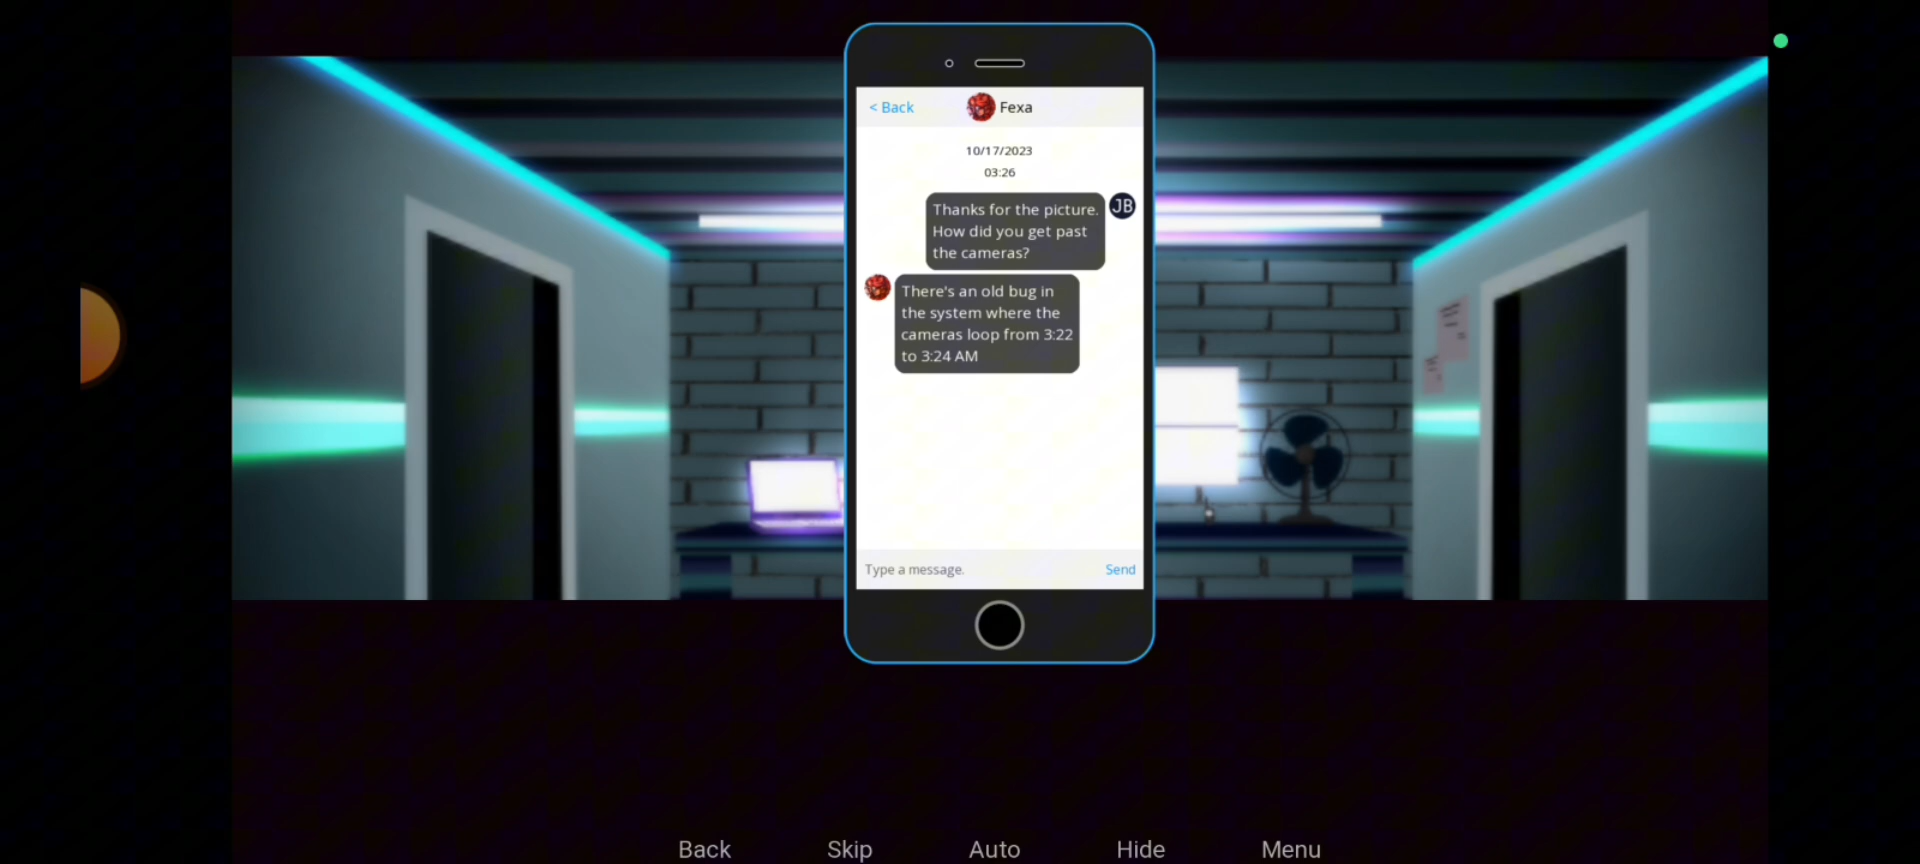 < Back Fexa
10/17/2023
03:26
JB
Thanks for the picture.
How did you get past
the cameras?
There's an old bug in
the system where the
cameras loop from 3:22
to 3:24 AM
Type a message. Send
Back Skip Auto Hide Menu